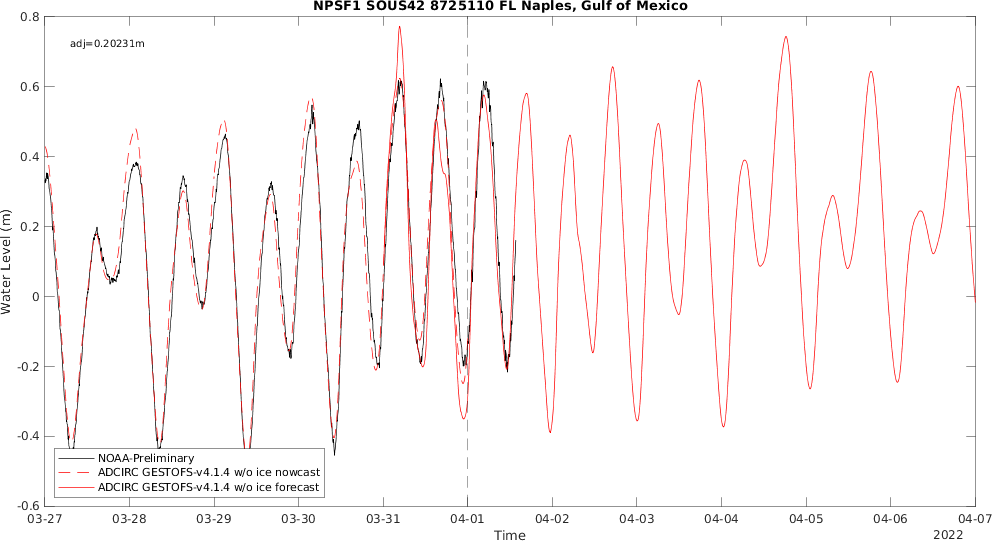 NPSF1 SOUS42 8725110 FL Naples, Gulf of Mexico
adj=0.20231m
0.8
0.6
0.4
0.2
0
-0.2
-0.4
-0.6
Water Level (m)
NOAA-Preliminary
ADCIRC GESTOFS-v4.1.4 w/o ice nowcast
ADCIRC GESTOFS-v4.1.4 w/o ice forecast
03-27 03-28 03-29 03-30 03-31 04-01 04-02 04-03 04-04 04-05 04-06 04-07
Time
2022